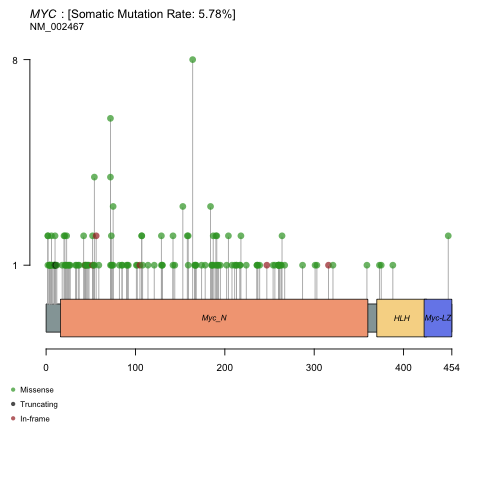 MYC : [Somatic Mutation Rate: 5.78%]
NM_002467
8
1
Myc_N
HLH
Myc-LZ
0 100 200 300 400 454
Missense
Truncating
In-frame